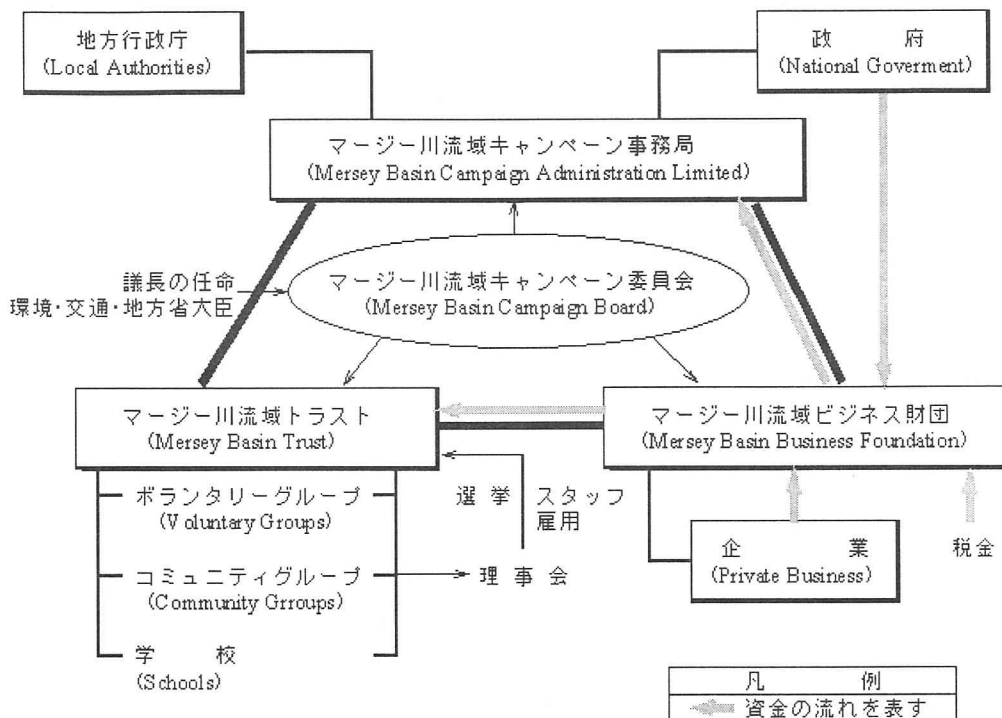 地方行政庁
(Local Authorities)
政 府
(National Goverment)
マージー川流域キャンペーン事務局
(Mersey Basin Campaign Administration Limited)
議長の任命
環境・交通・地方省大臣
マージー川流域キャンペーン委員会
(Mersey Basin Campaign Board)
マージー川流域トラスト
(Mersey Basin Trust)
マージー川流域ビジネス財団
(Mersey Basin Business Foundation)
ボランタリーグループ
(Voluntary Groups)
選挙
スタッフ
雇用
コミュニティグループ
(Community Grroups)
理事会
企 業
(Private Business)
税金
学 校
(Schools)
凡 例
資金の流れを表す